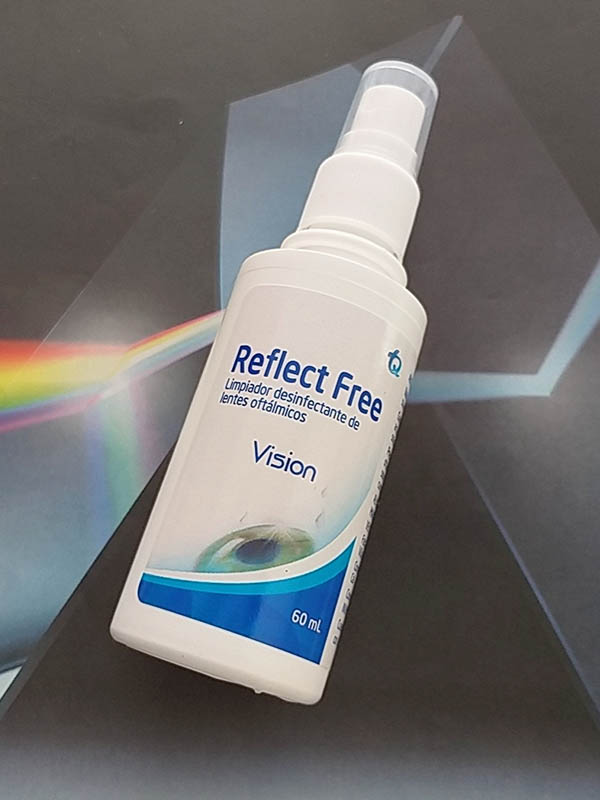 Reflect Free
Limpiador desinfectante de
lentes oftálmicos
Vision
60 mL